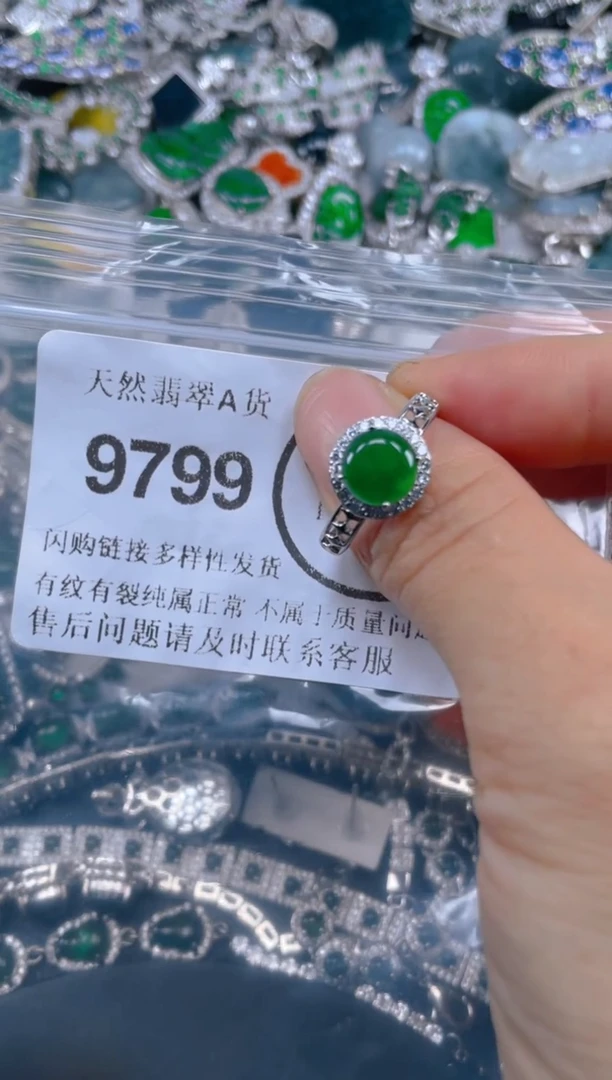 天然翡翠A货
9799
闪购链接多样性发货
有纹有裂纯属正常 不属于质量问
售后问题请及时联系客服